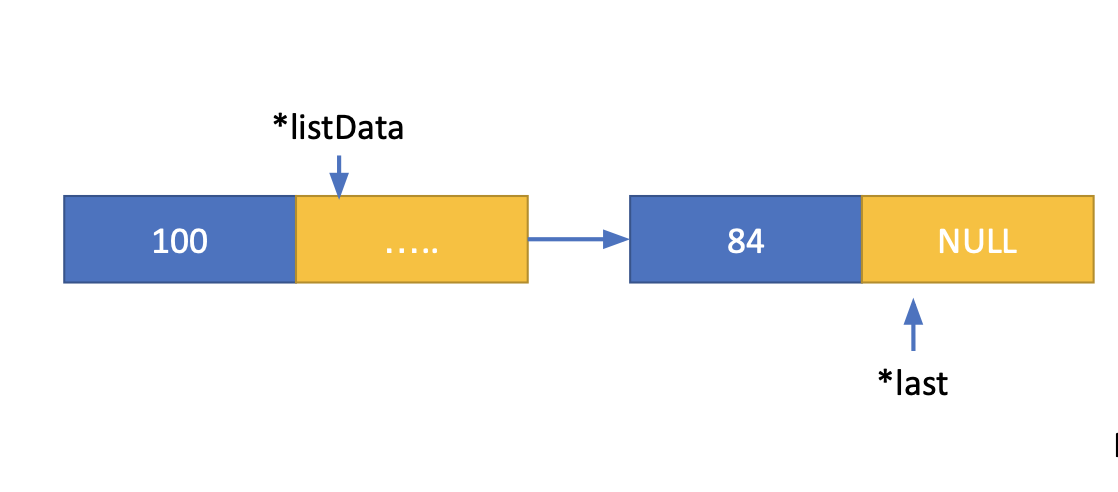 *listData
100
.....
84
NULL
*last